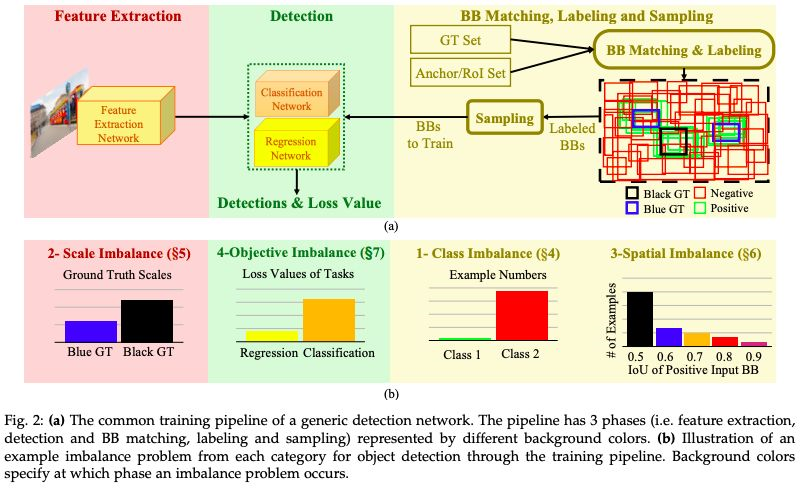 Feature Extraction
Detection
BB Matching, Labeling and Sampling
GT Set
Anchor/RoI Set
BB Matching & Labeling
Feature
Extraction
Network
Classification
Network
Regression
Network
Sampling
BBs
to Train
Labeled
BBs
Detections & Loss Value
Black GT
Negative
Blue GT
Positive
(a)
2- Scale Imbalance (§5)
Ground Truth Scales
Blue GT
Black GT
4-Objective Imbalance (§7)
Loss Values of Tasks
Regression
Classification
1- Class Imbalance (§4)
Example Numbers
Class 1
Class 2
3-Spatial Imbalance (§6)
# of Examples
0.5 0.6 0.7 0.8 0.9
IoU of Positive Input BB
(b)
Fig. 2: (a) The common training pipeline of a generic detection network. The pipeline has 3 phases (i.e. feature extraction,
detection and BB matching, labeling and sampling) represented by different background colors. (b) Illustration of an
example imbalance problem from each category for object detection through the training pipeline. Background colors
specify at which phase an imbalance problem occurs.